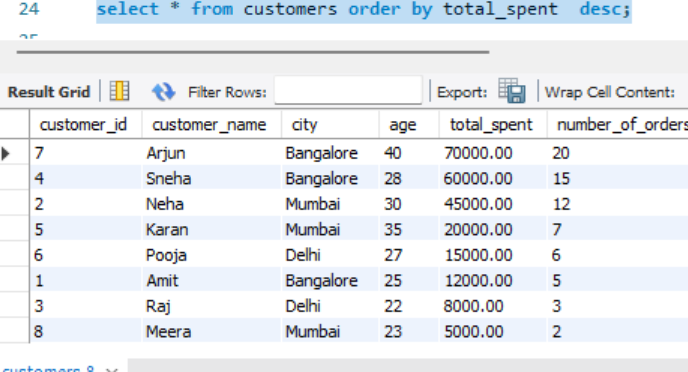 24 select * from customers order by total_spent desc;
25
Result Grid Filter Rows: Export: Wrap Cell Content:
customer_id customer_name city age total_spent number_of_orders
7 Arjun Bangalore 40 70000.00 20
4 Sneha Bangalore 28 60000.00 15
2 Neha Mumbai 30 45000.00 12
5 Karan Mumbai 35 20000.00 7
6 Pooja Delhi 27 15000.00 6
1 Amit Bangalore 25 12000.00 5
3 Raj Delhi 22 8000.00 3
8 Meera Mumbai 23 5000.00 2
customers 8